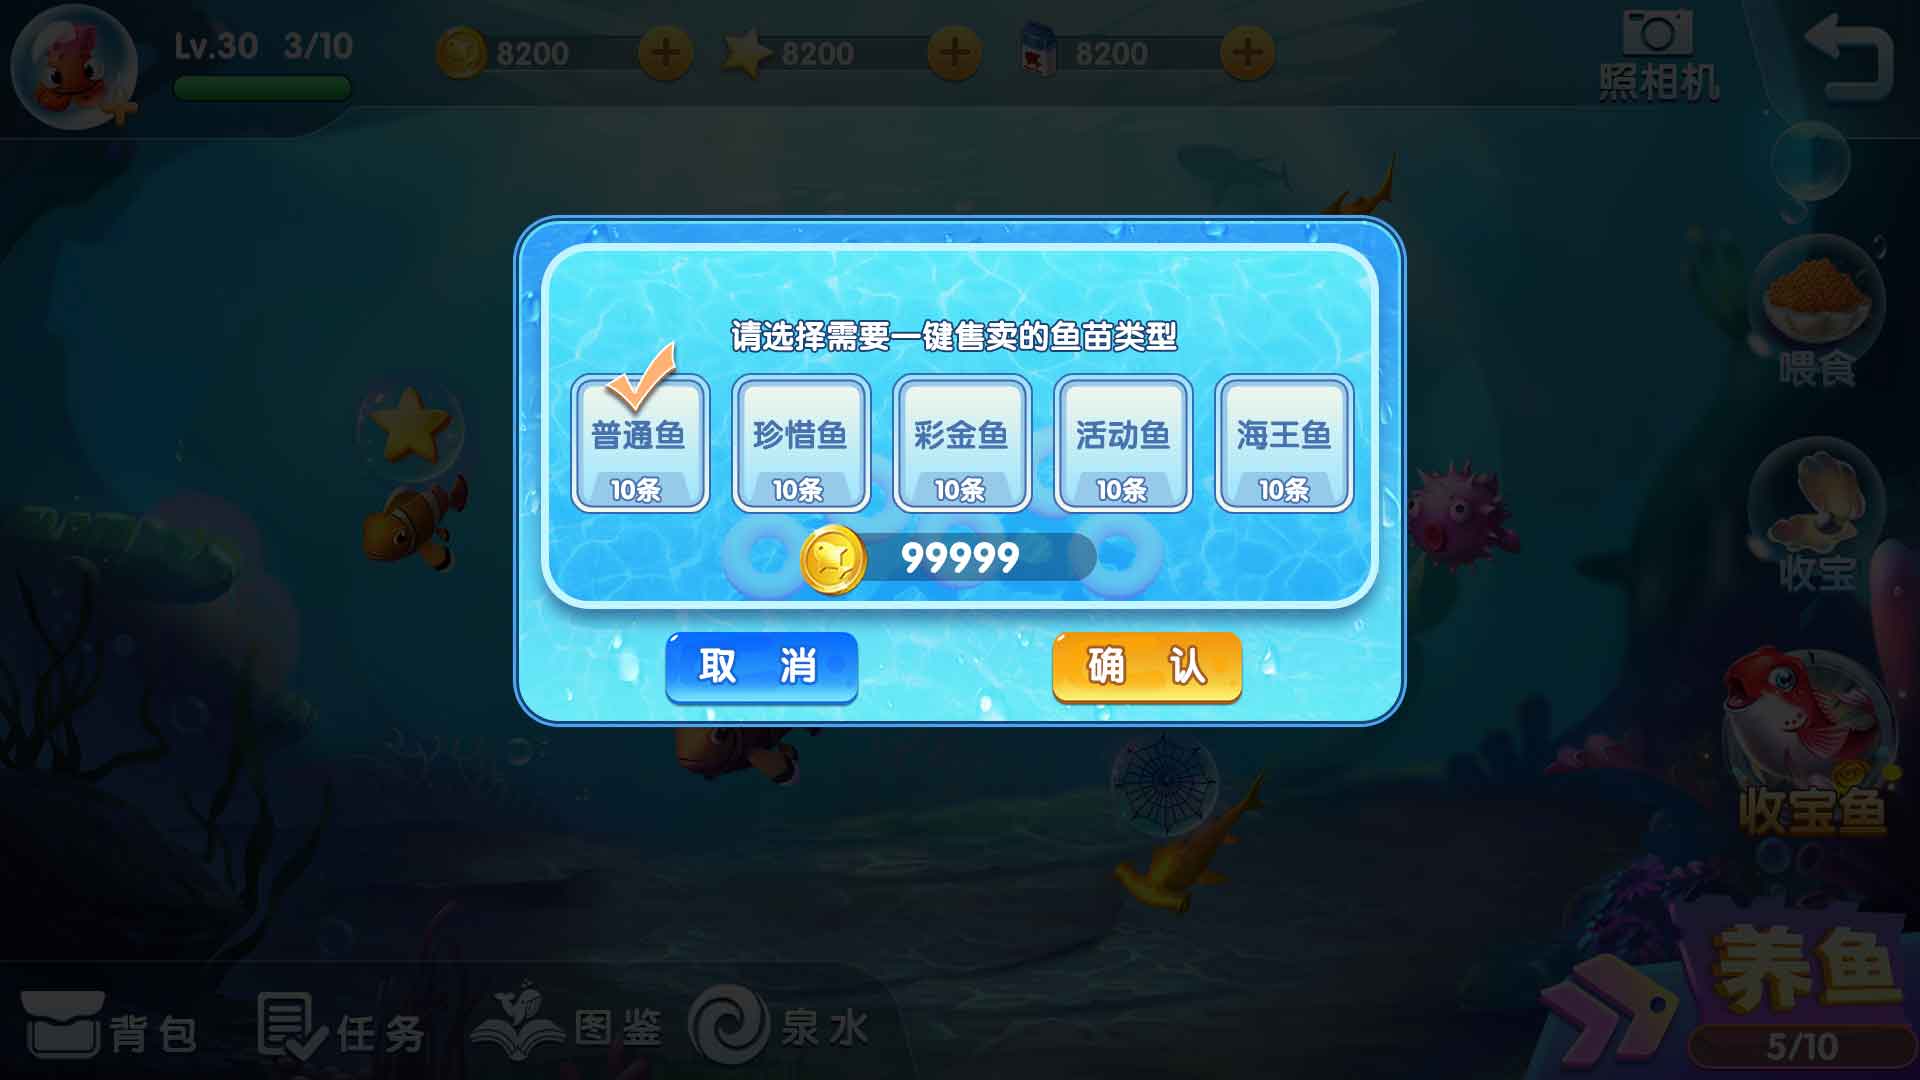 Lv.30 3/10
8200
8200
8200
照相机
请选择需要一键售卖的鱼苗类型
普通鱼 珍惜鱼 彩金鱼 活动鱼 海王鱼
10条 10条 10条 10条 10条
99999
取 消 确 认
喂食
收宝
收宝鱼
背包 任务 图鉴 泉水
养鱼
5/10